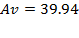 Av = 39.94